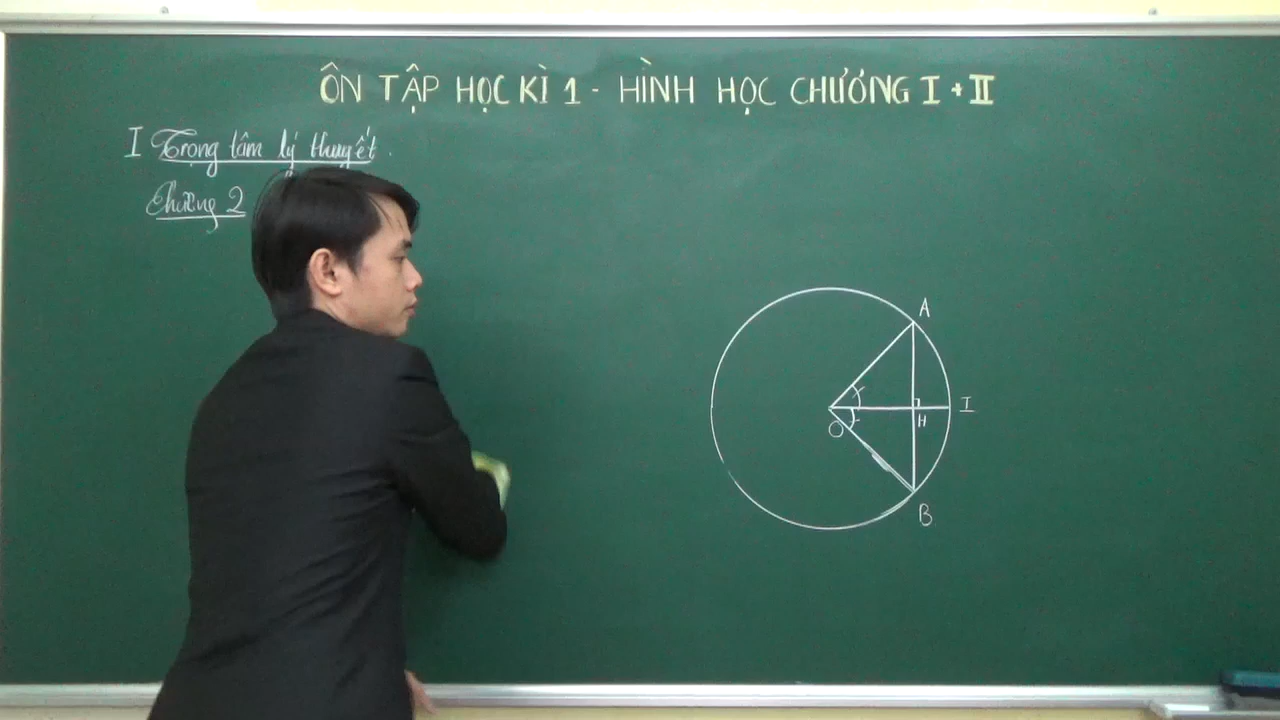 ÔN TẬP HỌC KÌ 1 - HÌNH HỌC CHƯƠNG I + II
I Trọng tâm lý thuyết.
Chương 2
A
I
H
O
B